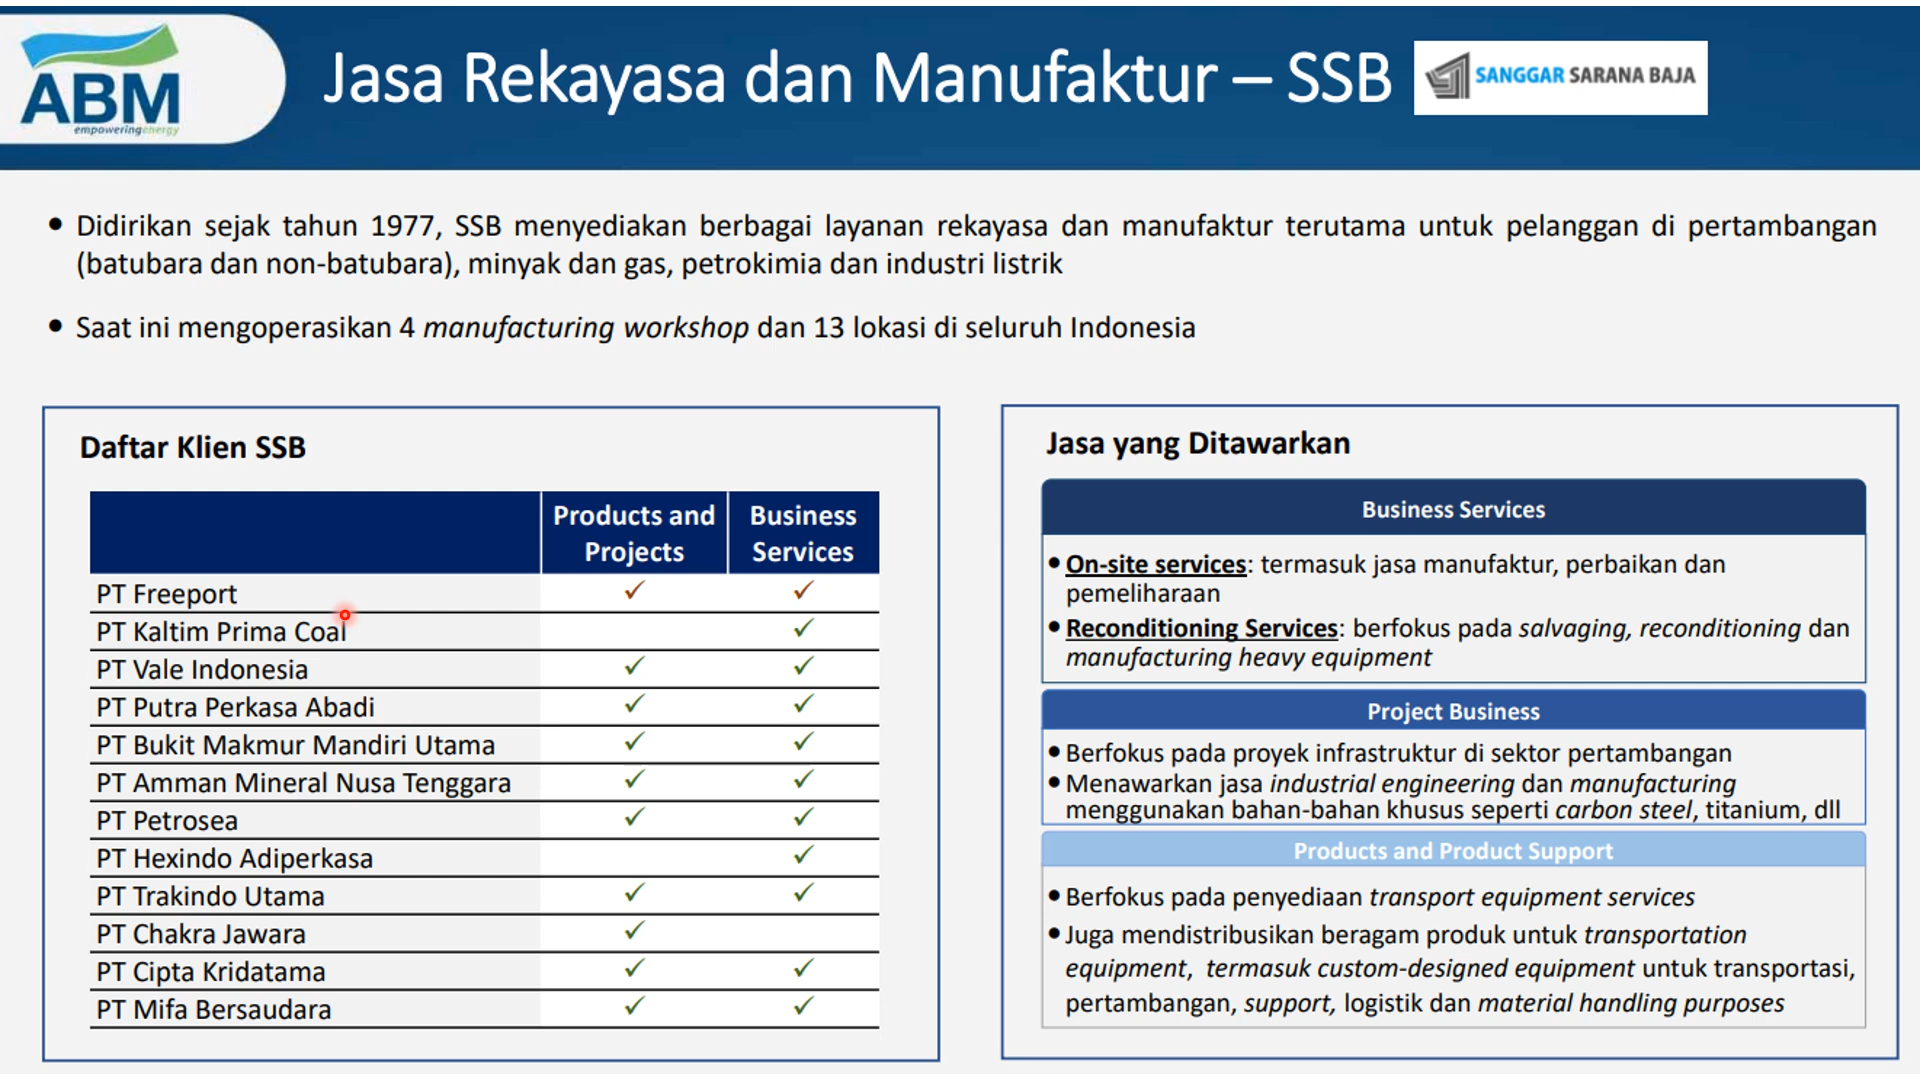 ABM
empoweringenergy
Jasa Rekayasa dan Manufaktur – SSB
SANGGAR SARANA BAJA
• Didirikan sejak tahun 1977, SSB menyediakan berbagai layanan rekayasa dan manufaktur terutama untuk pelanggan di pertambangan
(batubara dan non-batubara), minyak dan gas, petrokimia dan industri listrik
• Saat ini mengoperasikan 4 manufacturing workshop dan 13 lokasi di seluruh Indonesia
Daftar Klien SSB
Products and Projects Business Services
PT Freeport ✓ ✓
PT Kaltim Prima Coal ✓
PT Vale Indonesia ✓ ✓
PT Putra Perkasa Abadi ✓ ✓
PT Bukit Makmur Mandiri Utama ✓ ✓
PT Amman Mineral Nusa Tenggara ✓ ✓
PT Petrosea ✓ ✓
PT Hexindo Adiperkasa ✓
PT Trakindo Utama ✓ ✓
PT Chakra Jawara ✓
PT Cipta Kridatama ✓ ✓
PT Mifa Bersaudara ✓ ✓
Jasa yang Ditawarkan
Business Services
• On-site services: termasuk jasa manufaktur, perbaikan dan
pemeliharaan
• Reconditioning Services: berfokus pada salvaging, reconditioning dan
manufacturing heavy equipment
Project Business
• Berfokus pada proyek infrastruktur di sektor pertambangan
• Menawarkan jasa industrial engineering dan manufacturing
menggunakan bahan-bahan khusus seperti carbon steel, titanium, dll
Products and Product Support
• Berfokus pada penyediaan transport equipment services
• Juga mendistribusikan beragam produk untuk transportation
equipment, termasuk custom-designed equipment untuk transportasi,
pertambangan, support, logistik dan material handling purposes